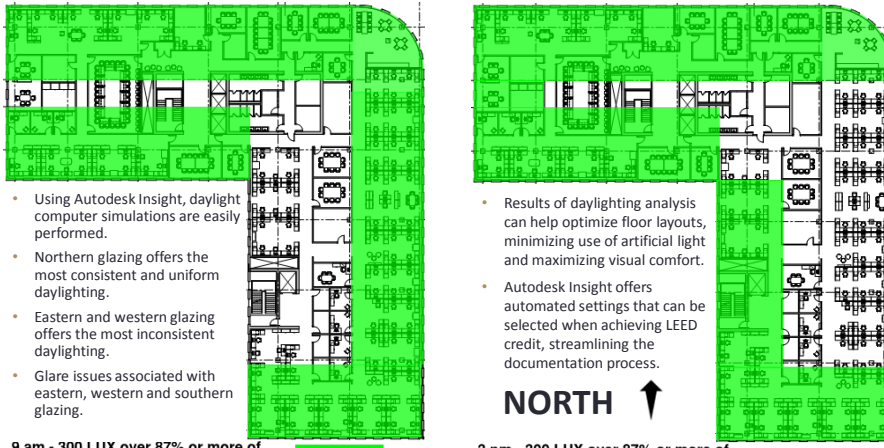 • Using Autodesk Insight, daylight
computer simulations are easily
performed.
• Northern glazing offers the
most consistent and uniform
daylighting.
• Eastern and western glazing
offers the most inconsistent
daylighting.
• Glare issues associated with
eastern, western and southern
glazing.
9 am - 300 LUX over 87% or more of
• Results of daylighting analysis
can help optimize floor layouts,
minimizing use of artificial light
and maximizing visual comfort.
• Autodesk Insight offers
automated settings that can be
selected when achieving LEED
credit, streamlining the
documentation process.
NORTH
3 pm - 300 LUX over 87% or more of